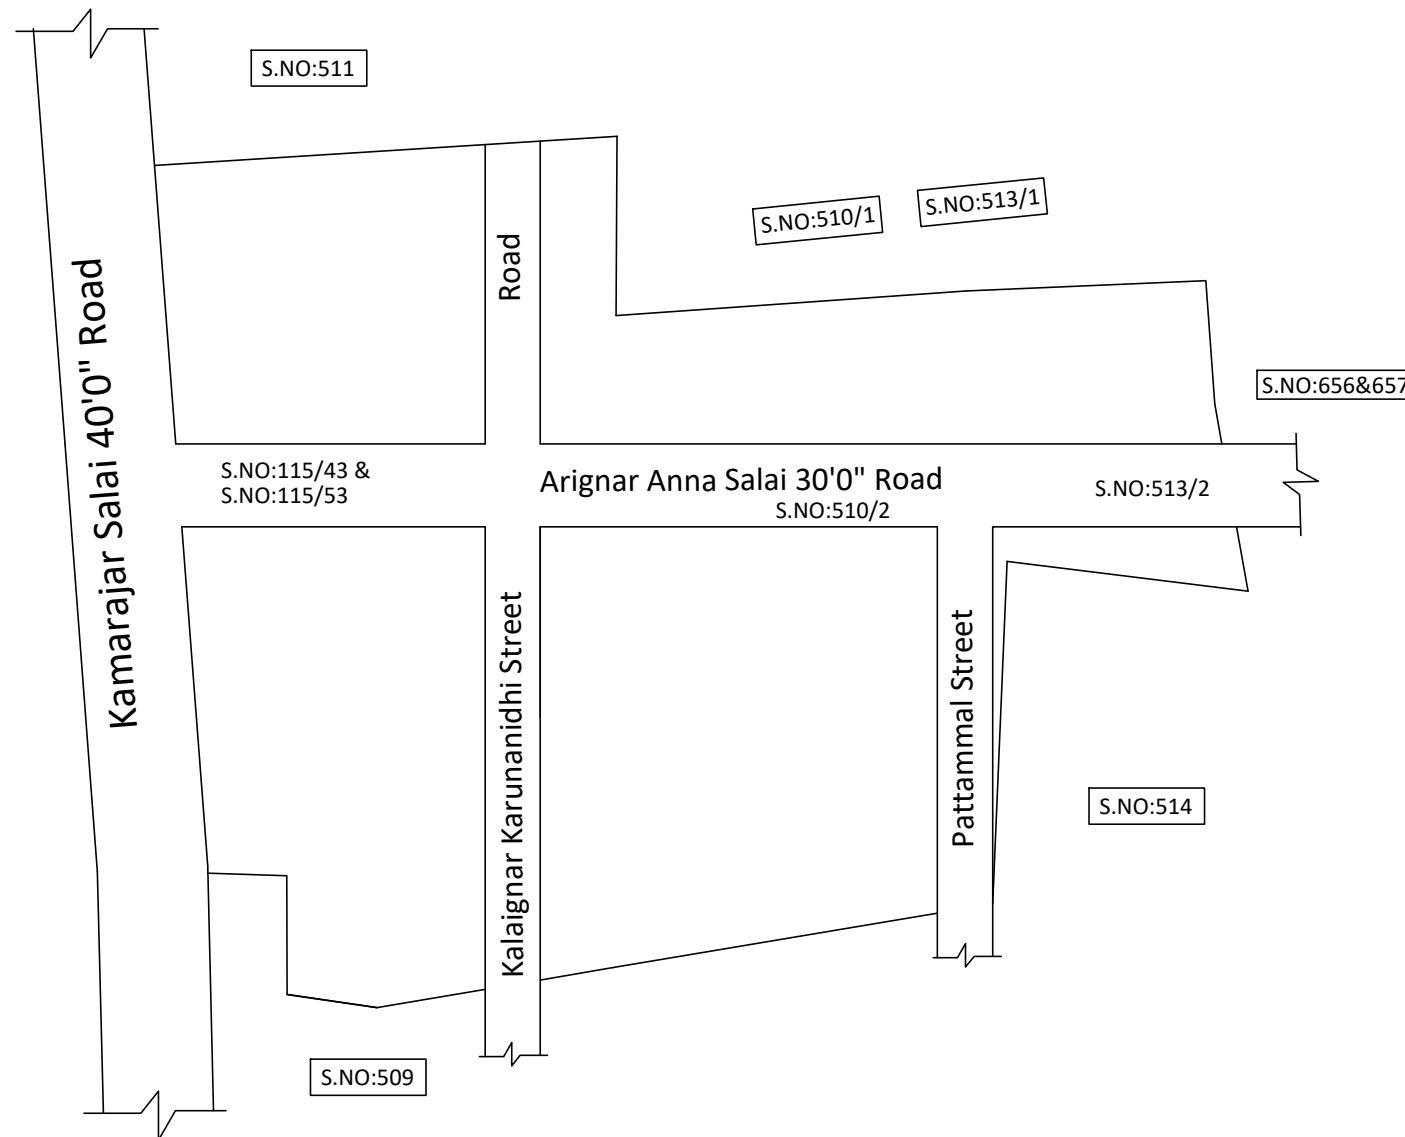 S.NO:511
S.NO:510/1
S.NO:513/1
Road
Kamarajar Salai 40'0" Road
S.NO:656&657
S.NO:115/43 &
S.NO:115/53
Arignar Anna Salai 30'0" Road
S.NO:510/2
S.NO:513/2
Kalaignar Karunanidhi Street
Pattammal Street
S.NO:514
S.NO:509